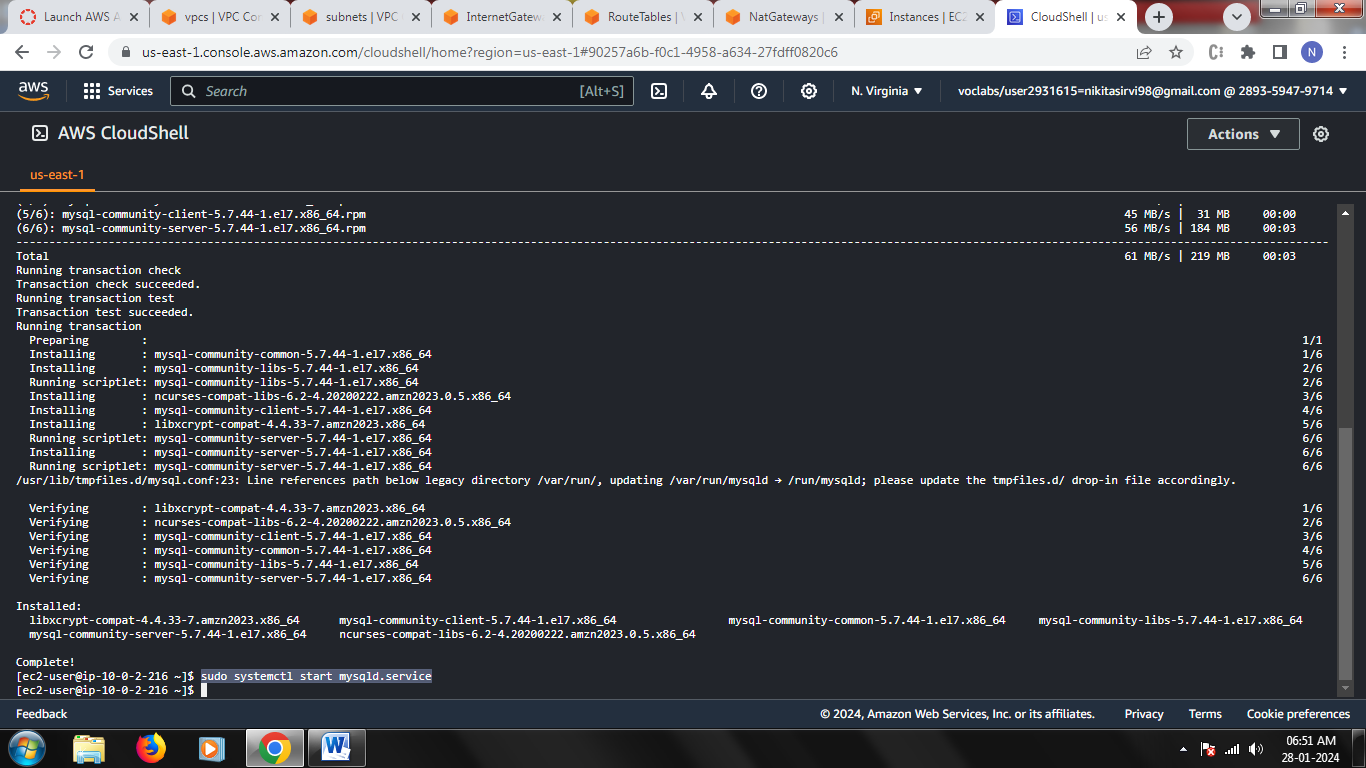 Launch AWS A
vpcs | VPC Con
subnets | VPC
InternetGatew
RouteTables |
NatGateways |
Instances | EC2
CloudShell | us
us-east-1.console.aws.amazon.com/cloudshell/home?region=us-east-1#90257a6b-f0c1-4958-a634-27fdff0820c6
N
aws
Services
Search
[Alt+S]
N. Virginia ▼
voclabs/user2931615=nikitasirvi98@gmail.com @ 2893-5947-9714 ▼
AWS CloudShell
Actions ▼
us-east-1
(5/6): mysql-community-client-5.7.44-1.el7.x86_64.rpm 45 MB/s | 31 MB 00:00
(6/6): mysql-community-server-5.7.44-1.el7.x86_64.rpm 56 MB/s | 184 MB 00:03
--------------------------------------------------------------------------------
Total 61 MB/s | 219 MB 00:03
Running transaction check
Transaction check succeeded.
Running transaction test
Transaction test succeeded.
Running transaction
Preparing : 1/1
Installing : mysql-community-common-5.7.44-1.el7.x86_64 1/6
Installing : mysql-community-libs-5.7.44-1.el7.x86_64 2/6
Running scriptlet: mysql-community-libs-5.7.44-1.el7.x86_64 2/6
Installing : ncurses-compat-libs-6.2-4.20200222.amzn2023.0.5.x86_64 3/6
Installing : mysql-community-client-5.7.44-1.el7.x86_64 4/6
Installing : libxcrypt-compat-4.4.33-7.amzn2023.x86_64 5/6
Running scriptlet: mysql-community-server-5.7.44-1.el7.x86_64 6/6
Installing : mysql-community-server-5.7.44-1.el7.x86_64 6/6
Running scriptlet: mysql-community-server-5.7.44-1.el7.x86_64 6/6
/usr/lib/tmpfiles.d/mysql.conf:23: Line references path below legacy directory /var/run/, updating /var/run/mysqld → /run/mysqld; please update the tmpfiles.d/ drop-in file accordingly.
Verifying : libxcrypt-compat-4.4.33-7.amzn2023.x86_64 1/6
Verifying : ncurses-compat-libs-6.2-4.20200222.amzn2023.0.5.x86_64 2/6
Verifying : mysql-community-client-5.7.44-1.el7.x86_64 3/6
Verifying : mysql-community-common-5.7.44-1.el7.x86_64 4/6
Verifying : mysql-community-libs-5.7.44-1.el7.x86_64 5/6
Verifying : mysql-community-server-5.7.44-1.el7.x86_64 6/6
Installed:
libxcrypt-compat-4.4.33-7.amzn2023.x86_64 mysql-community-client-5.7.44-1.el7.x86_64 mysql-community-common-5.7.44-1.el7.x86_64 mysql-community-libs-5.7.44-1.el7.x86_64
mysql-community-server-5.7.44-1.el7.x86_64 ncurses-compat-libs-6.2-4.20200222.amzn2023.0.5.x86_64
Complete!
[ec2-user@ip-10-0-2-216 ~]$ sudo systemctl start mysqld.service
[ec2-user@ip-10-0-2-216 ~]$
Feedback
© 2024, Amazon Web Services, Inc. or its affiliates.
Privacy
Terms
Cookie preferences
06:51 AM
28-01-2024